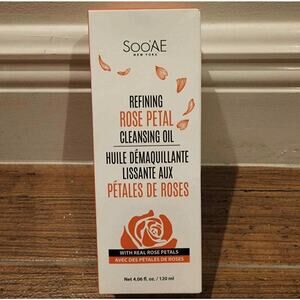 SOO'AE
NEW YORK
REFINING
ROSE PETAL
CLEANSING OIL
HUILE DÉMAQUILLANTE
LISSANTE AUX
PÉTALES DE ROSES
WITH REAL ROSE PETALS
AVEC DES PÉTALES DE ROSES
Net 4.06 fl. oz. / 120 ml